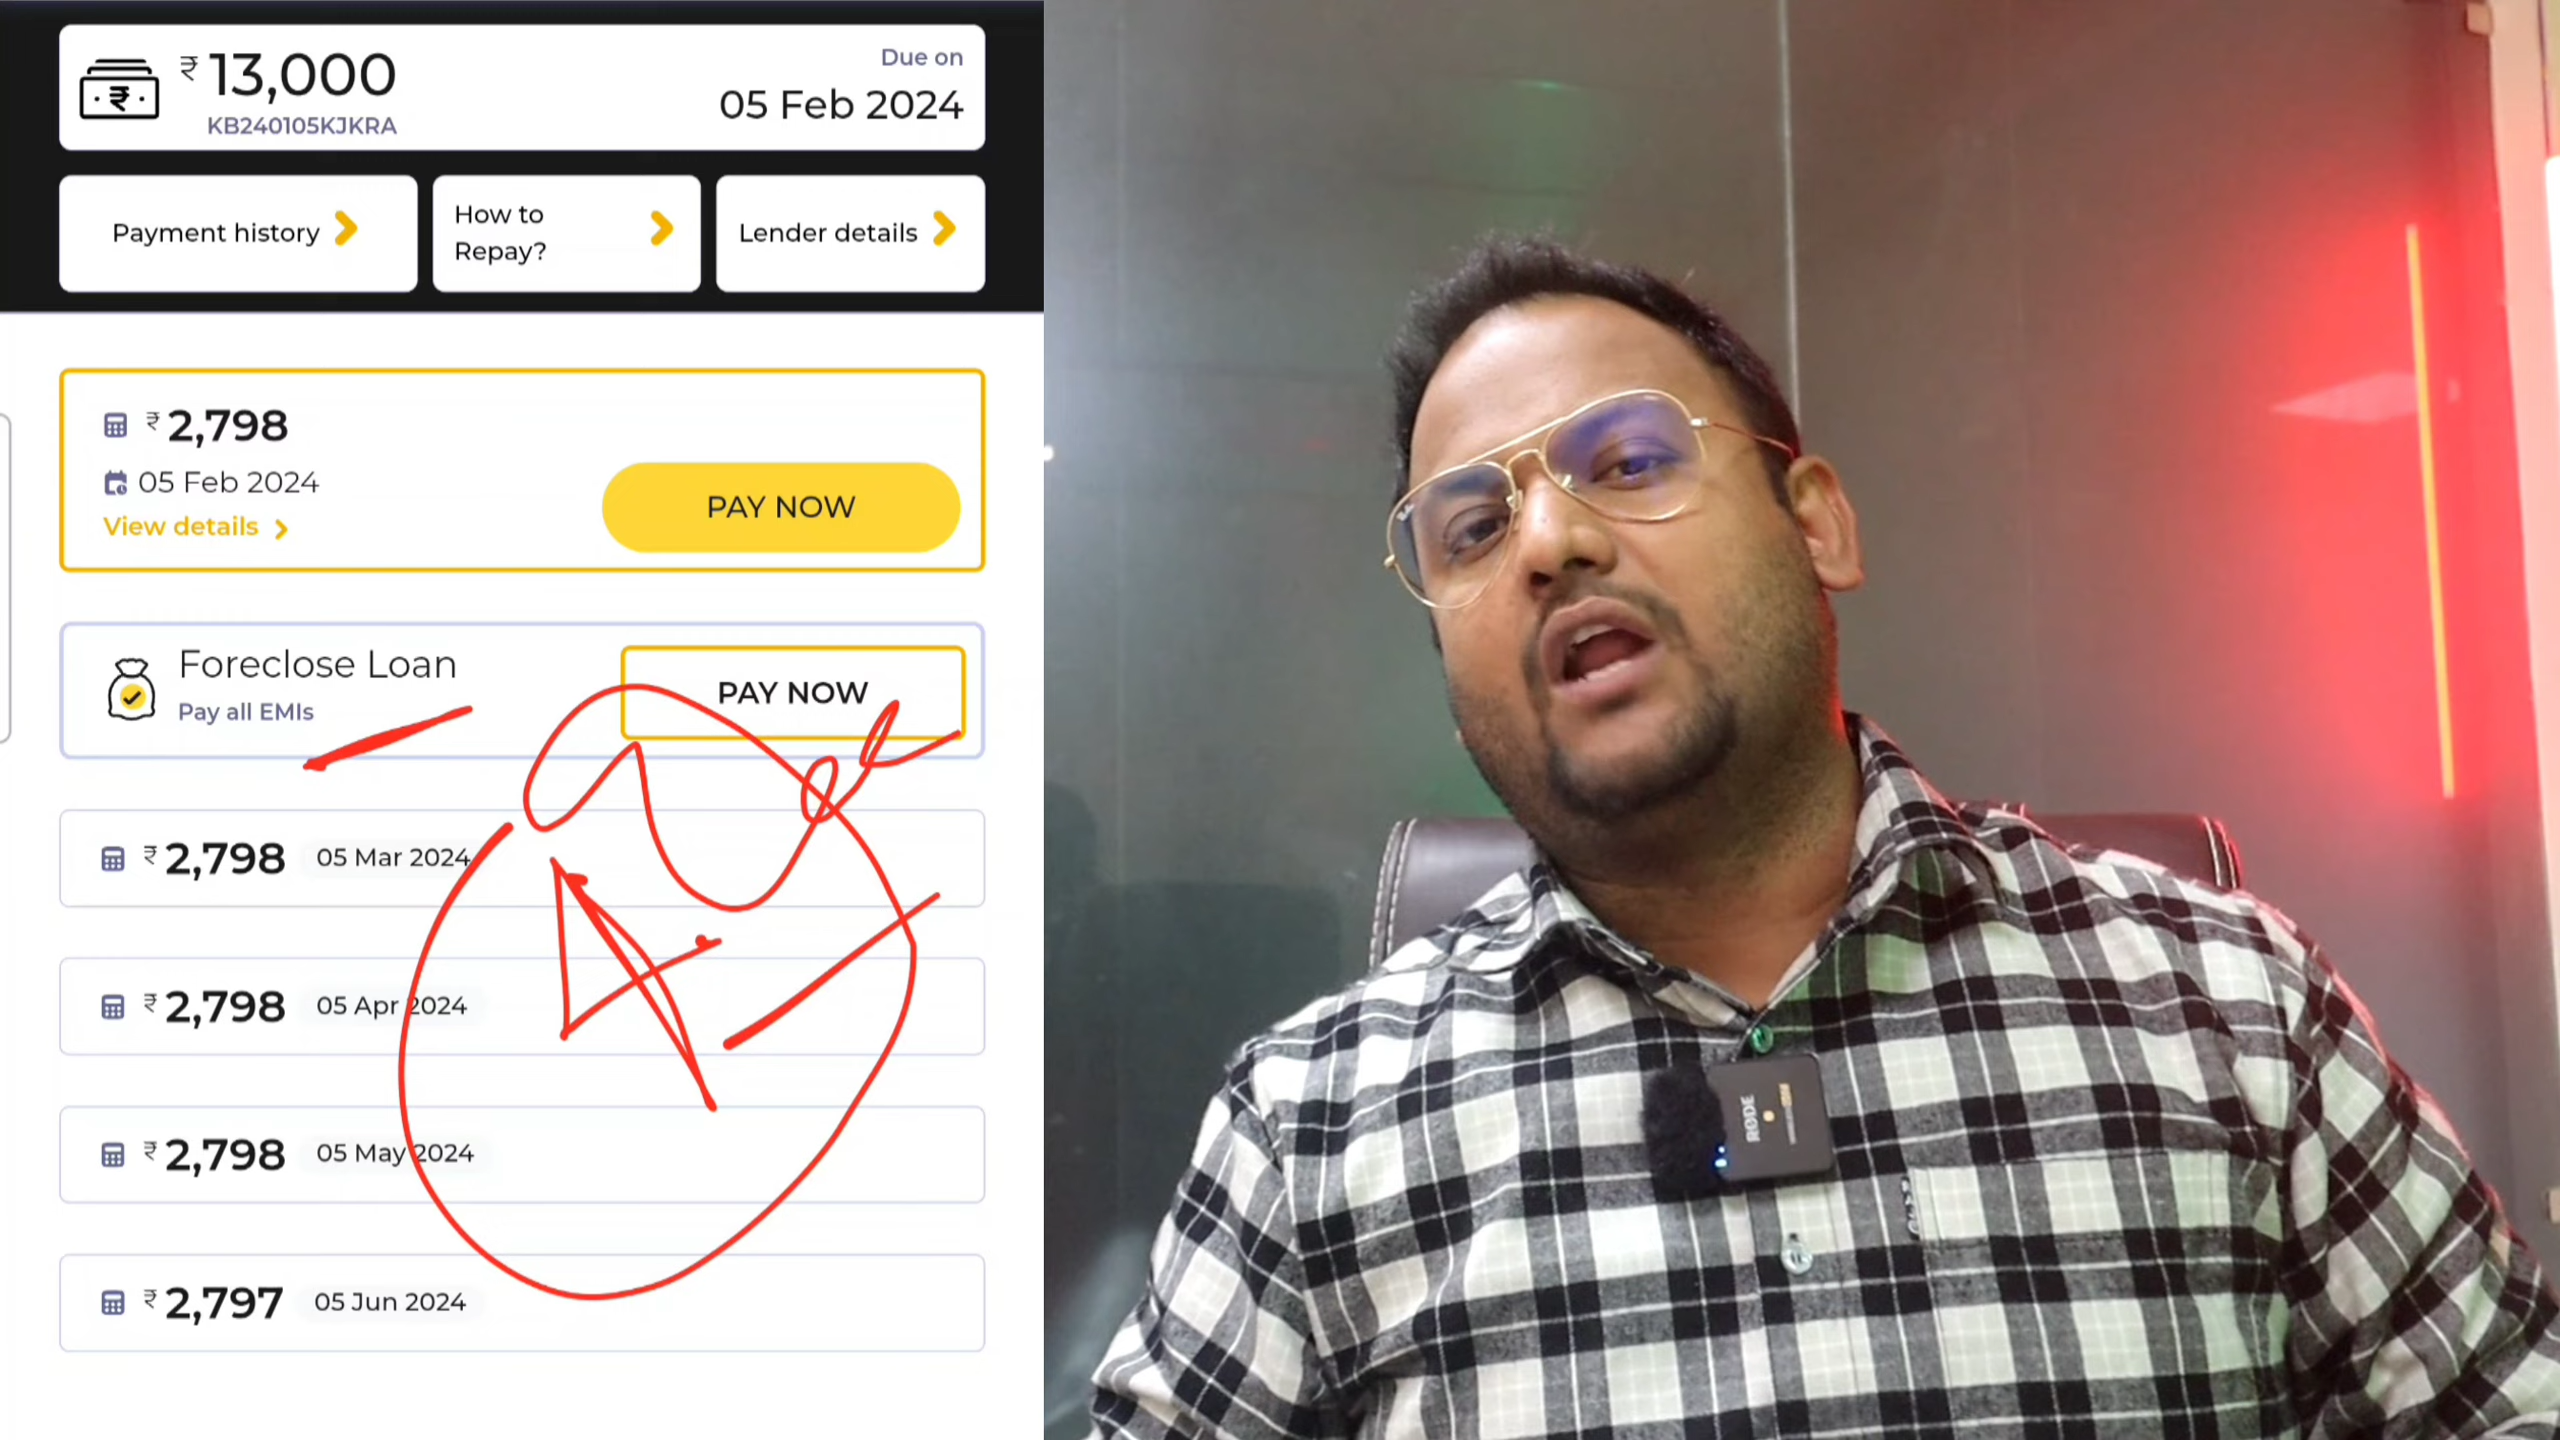 ₹ 13,000
KB240105KJKRA
Due on
05 Feb 2024
Payment history
How to
Repay?
Lender details
₹ 2,798
05 Feb 2024
View details
PAY NOW
Foreclose Loan
Pay all EMIs
PAY NOW
₹ 2,798 05 Mar 2024
₹ 2,798 05 Apr 2024
₹ 2,798 05 May 2024
₹ 2,797 05 Jun 2024
RODE